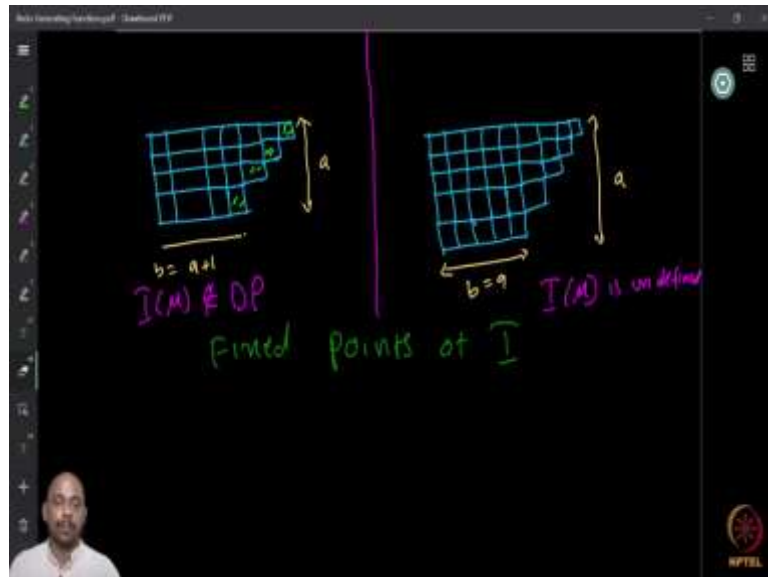 a
a
b = a+1
b = a
I(M) ∉ DP
I(M) is undefined
Fixed points of I
NPTEL